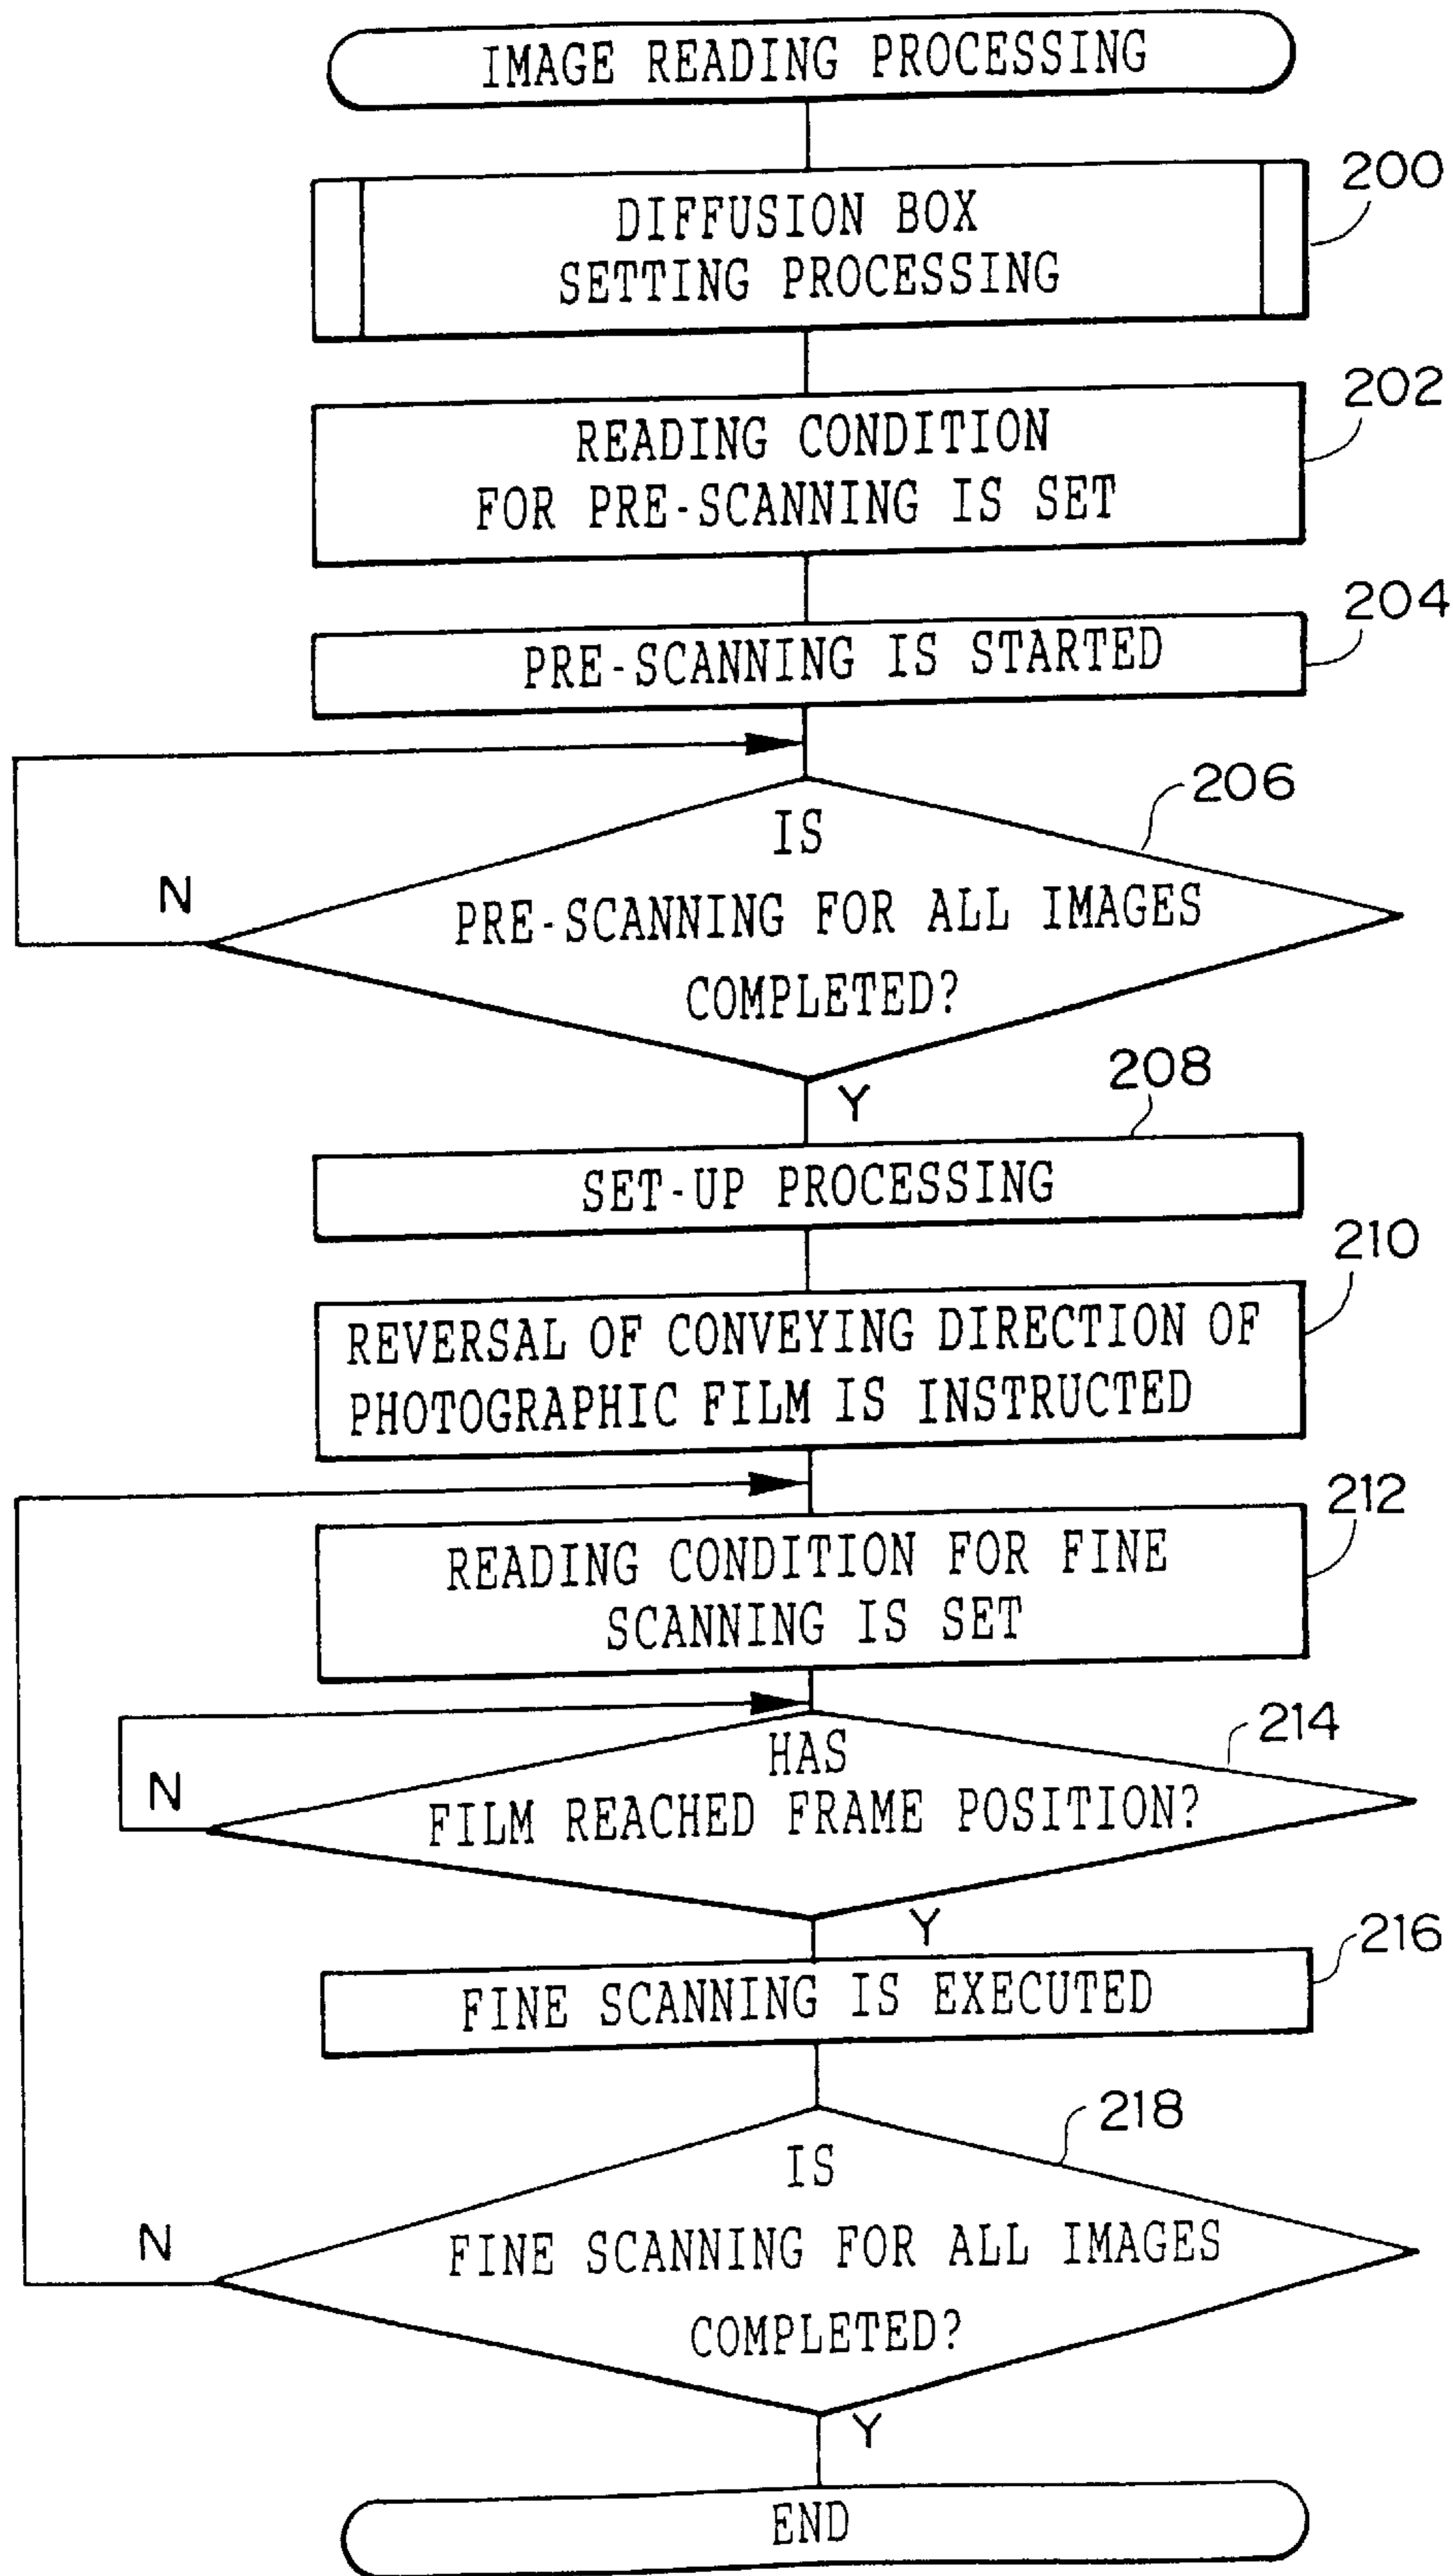 IMAGE READING PROCESSING
200
DIFFUSION BOX
SETTING PROCESSING
202
READING CONDITION
FOR PRE-SCANNING IS SET
204
PRE-SCANNING IS STARTED
206
IS
N
PRE-SCANNING FOR ALL IMAGES
COMPLETED?
208
Y
SET-UP PROCESSING
210
REVERSAL OF CONVEYING DIRECTION OF
PHOTOGRAPHIC FILM IS INSTRUCTED
212
READING CONDITION FOR FINE
SCANNING IS SET
214
HAS
N
FILM REACHED FRAME POSITION?
Y
216
FINE SCANNING IS EXECUTED
218
IS
N
FINE SCANNING FOR ALL IMAGES
COMPLETED?
Y
END